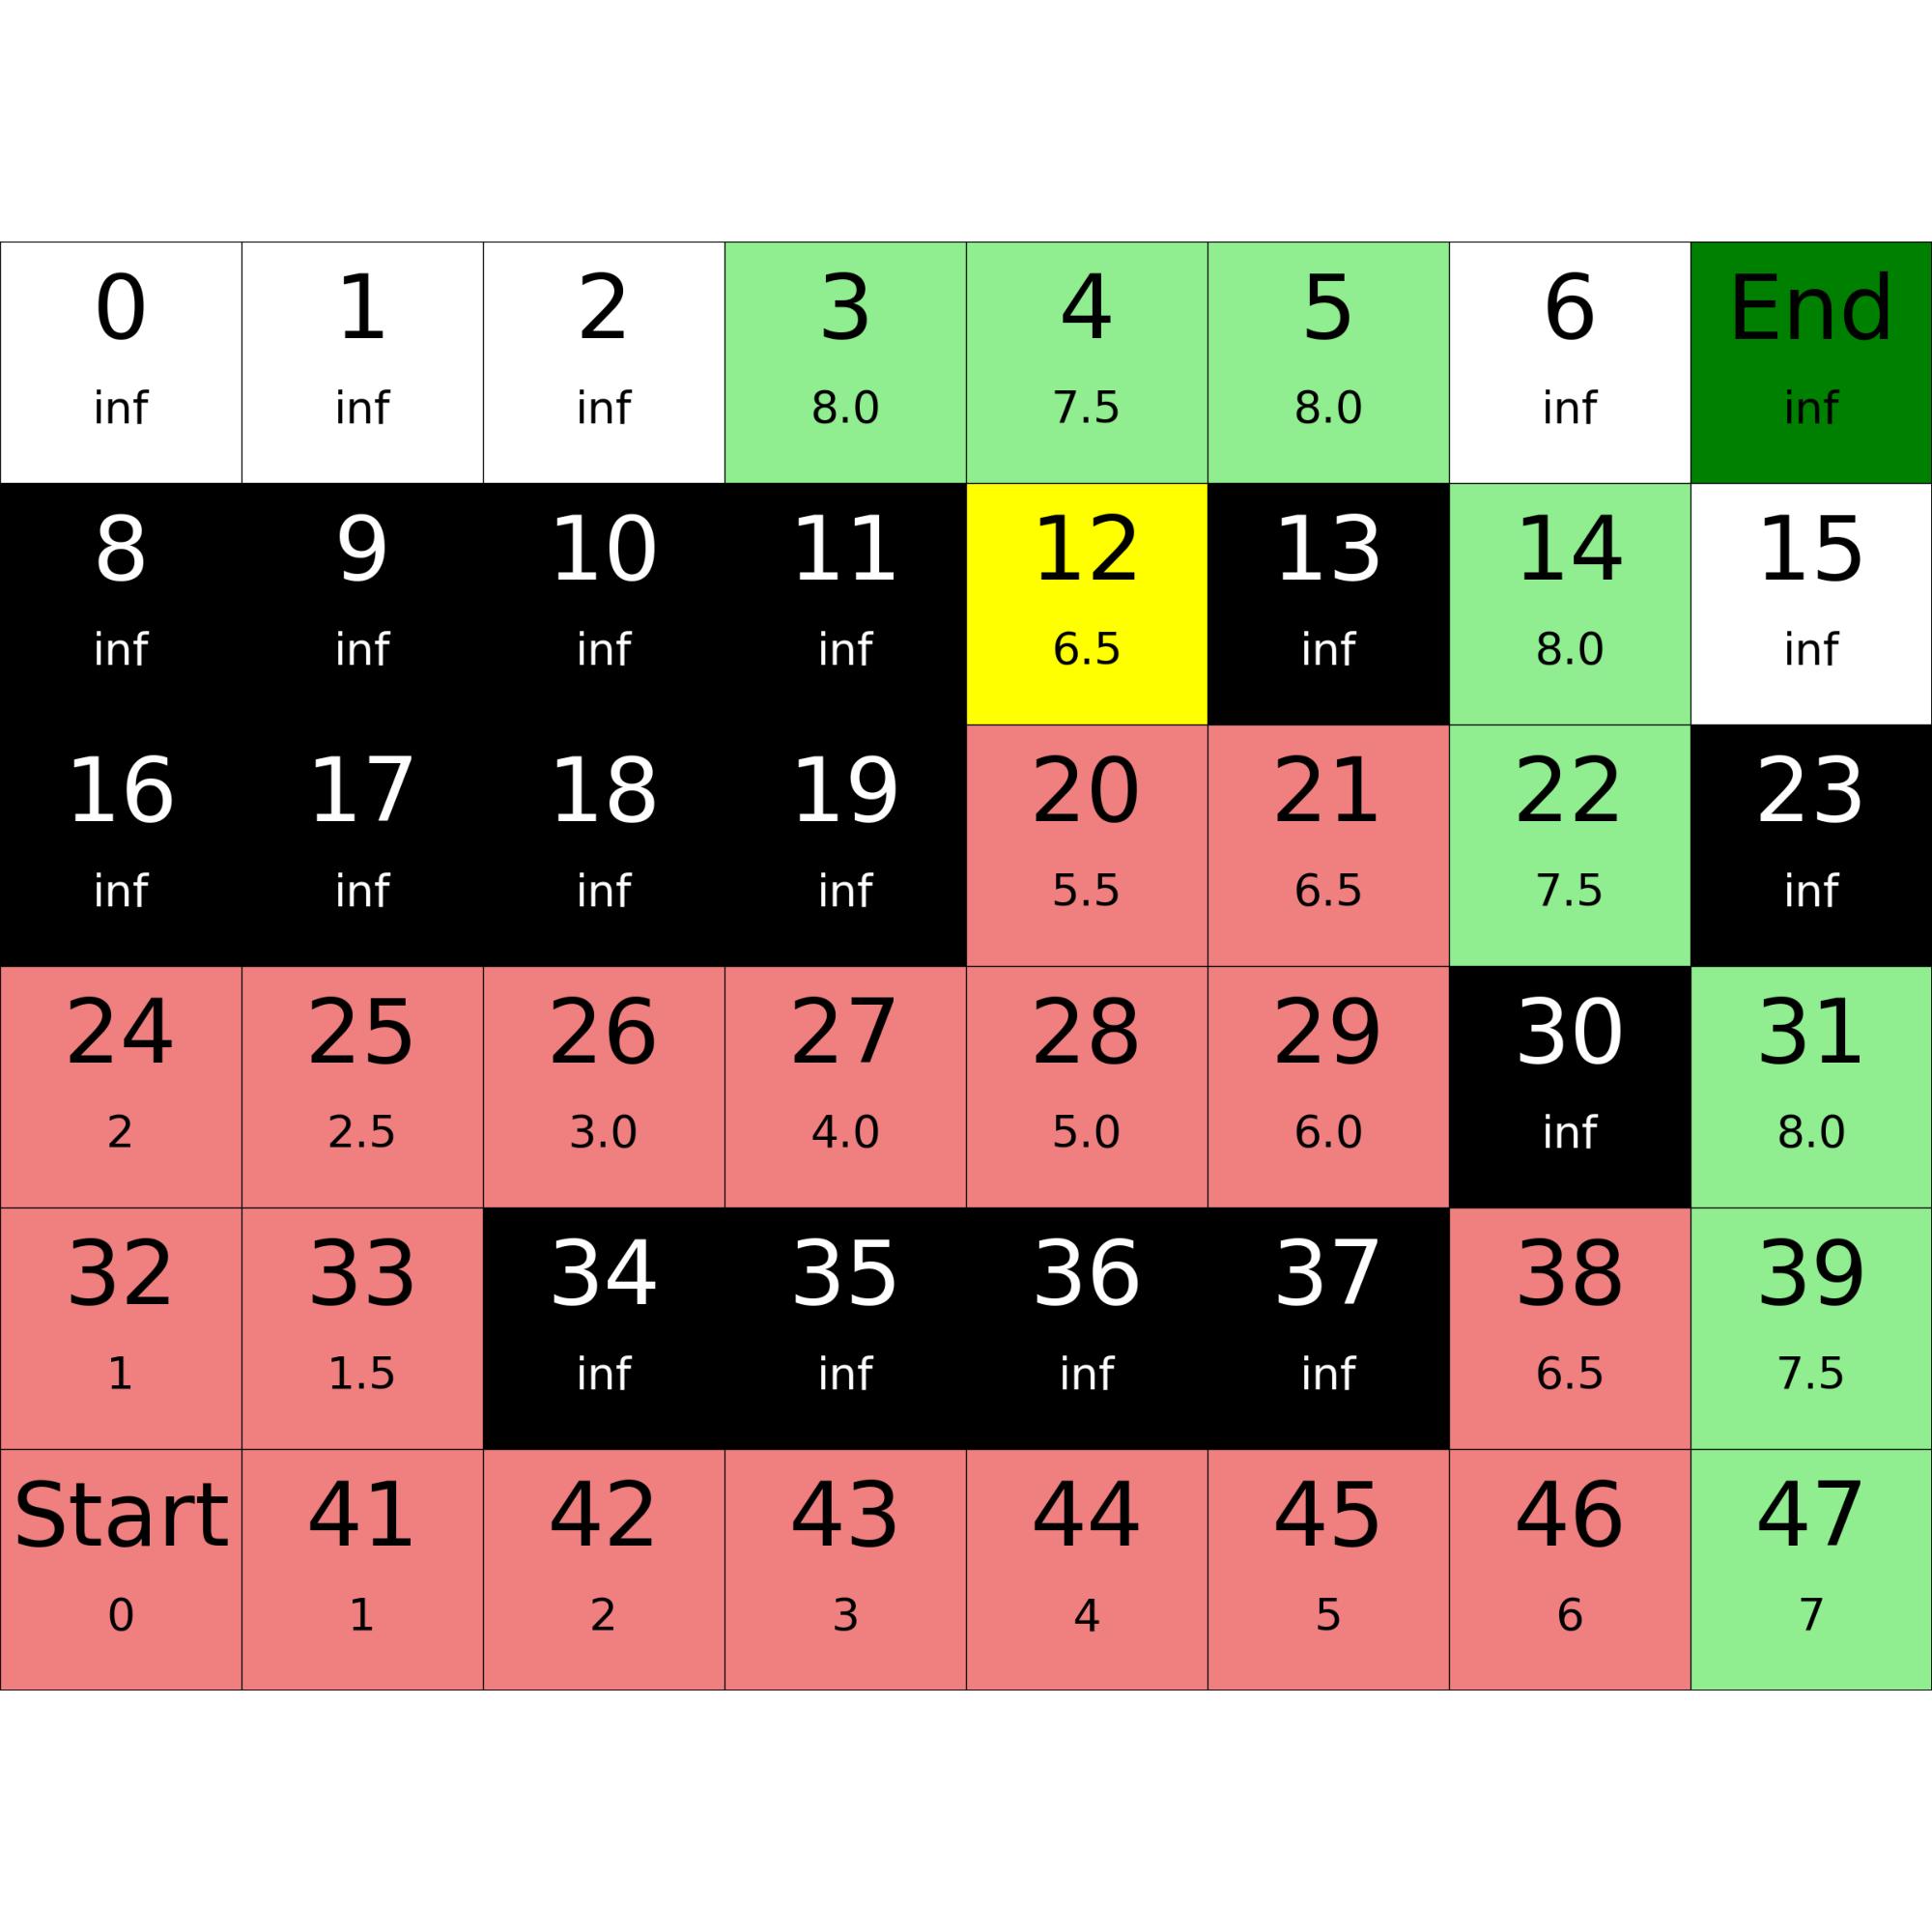 0 1 2 3 4 5 6 End
inf inf inf 8.0 7.5 8.0 inf inf
8 9 10 11 12 13 14 15
inf inf inf inf 6.5 inf 8.0 inf
16 17 18 19 20 21 22 23
inf inf inf inf 5.5 6.5 7.5 inf
24 25 26 27 28 29 30 31
2 2.5 3.0 4.0 5.0 6.0 inf 8.0
32 33 34 35 36 37 38 39
1 1.5 inf inf inf inf 6.5 7.5
Start 41 42 43 44 45 46 47
0 1 2 3 4 5 6 7